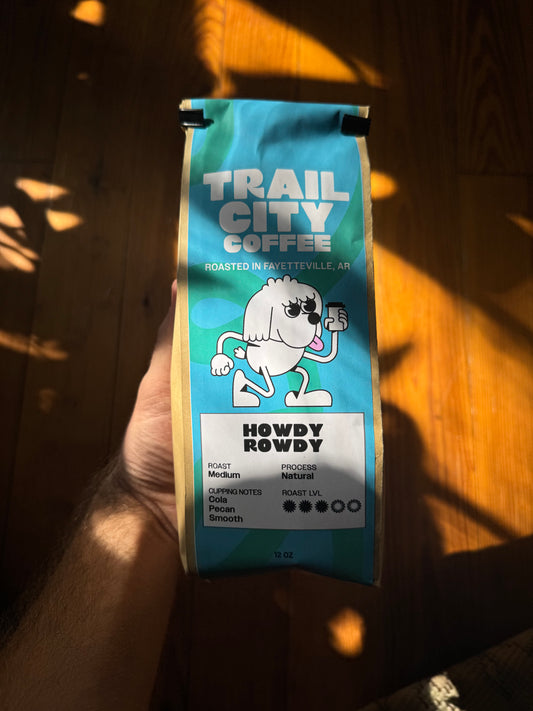 TRAIL
CITY
COFFEE
ROASTED IN FAYETTEVILLE, AR
HOWDY
ROWDY
ROAST
Medium
PROCESS
Natural
CUPPING NOTES
Cola
Pecan
Smooth
ROAST LVL
12 OZ